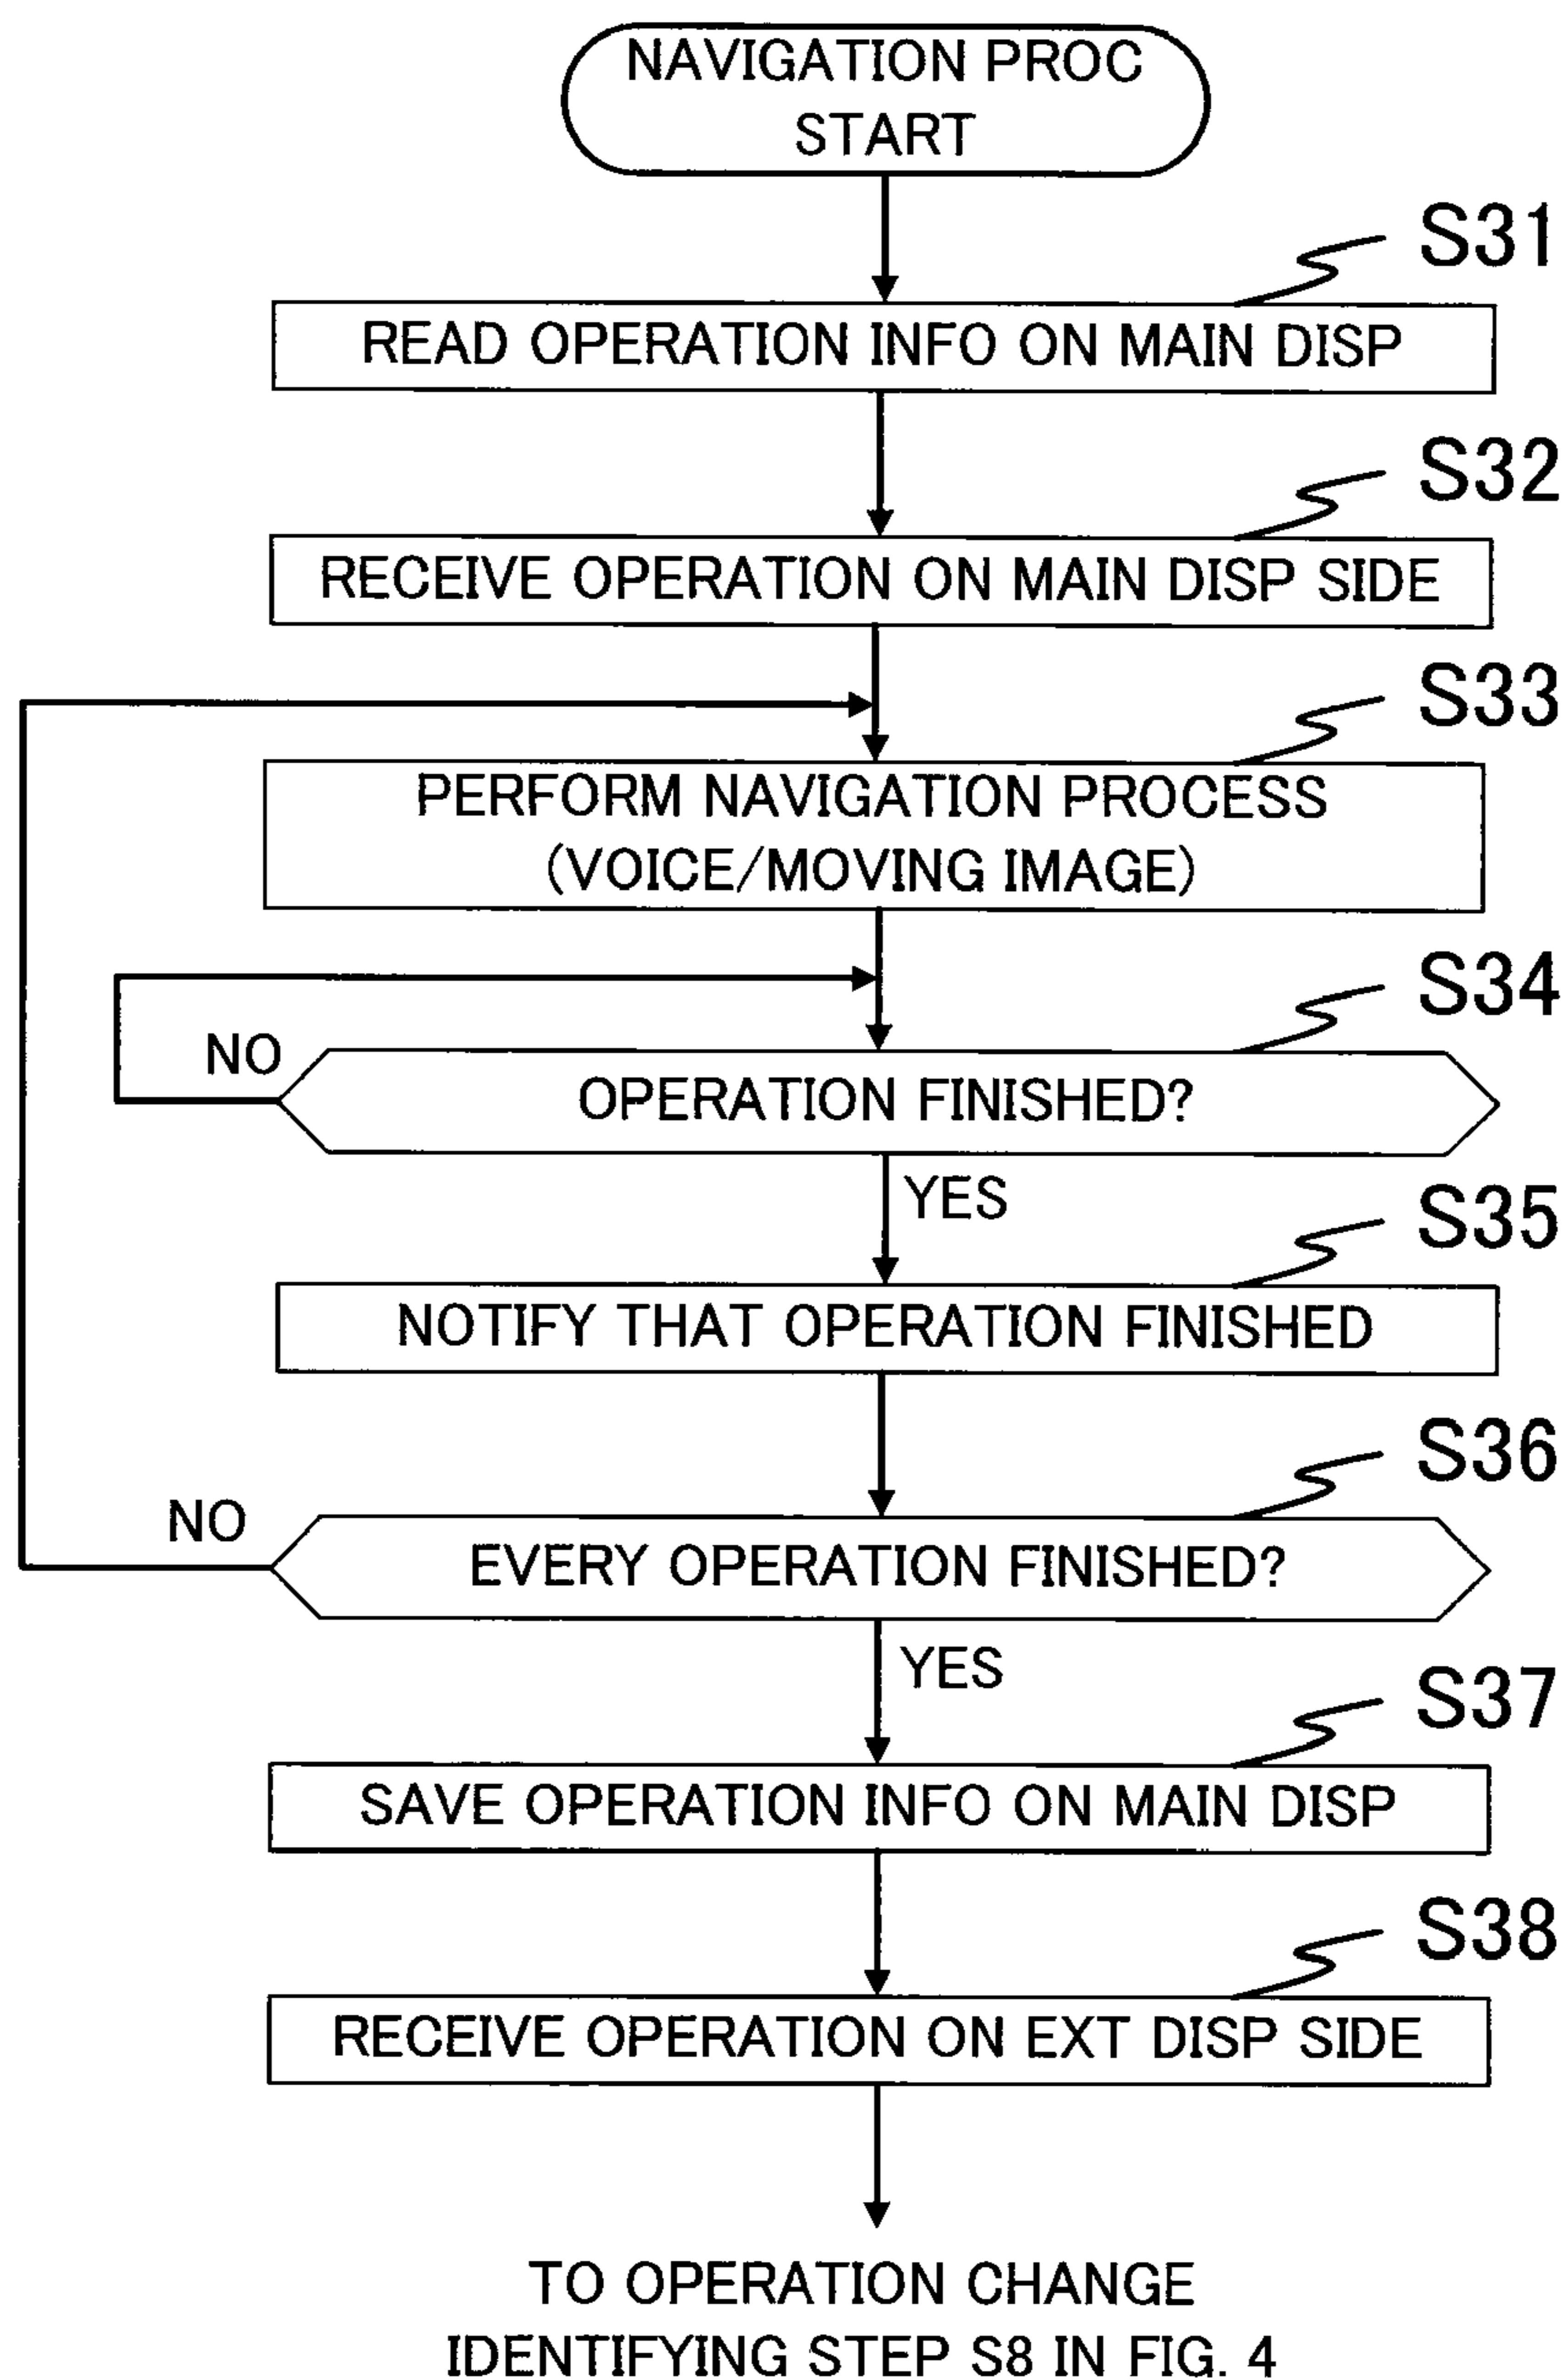 NAVIGATION PROC
START
S31
READ OPERATION INFO ON MAIN DISP
S32
RECEIVE OPERATION ON MAIN DISP SIDE
S33
PERFORM NAVIGATION PROCESS
(VOICE/MOVING IMAGE)
S34
NO
OPERATION FINISHED?
YES
S35
NOTIFY THAT OPERATION FINISHED
S36
NO
EVERY OPERATION FINISHED?
YES
S37
SAVE OPERATION INFO ON MAIN DISP
S38
RECEIVE OPERATION ON EXT DISP SIDE
TO OPERATION CHANGE
IDENTIFYING STEP S8 IN FIG. 4